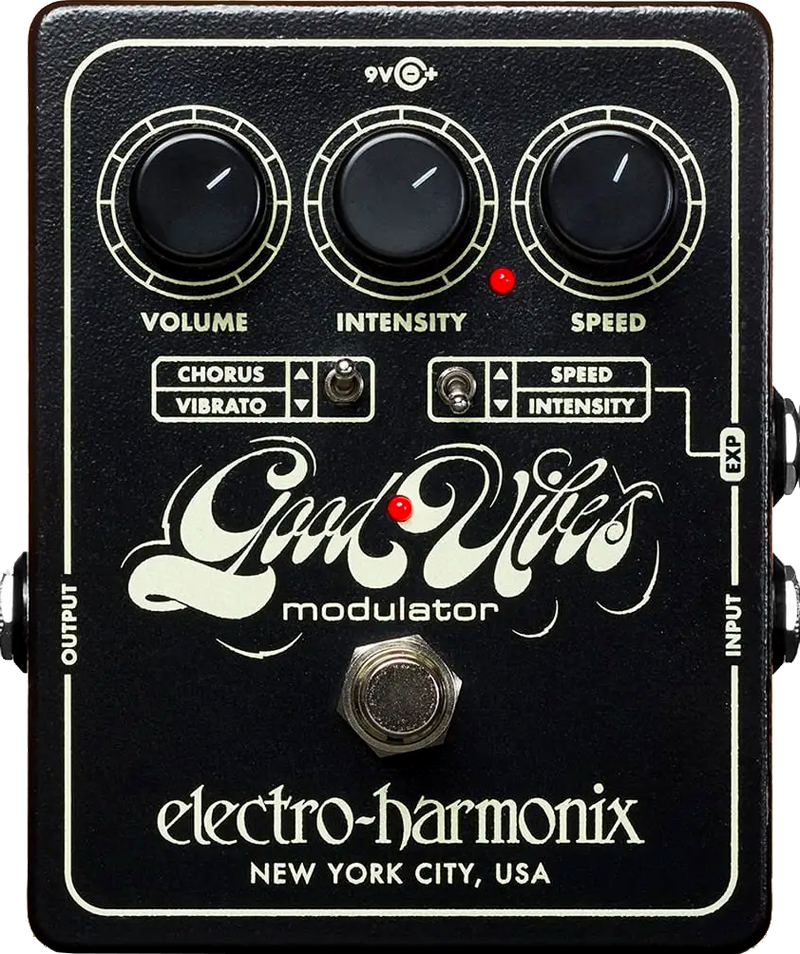 9V⊖+
VOLUME
INTENSITY
SPEED
CHORUS
VIBRATO
SPEED
INTENSITY
EXP
Good Vibes
modulator
OUTPUT
INPUT
electro-harmonix
NEW YORK CITY, USA